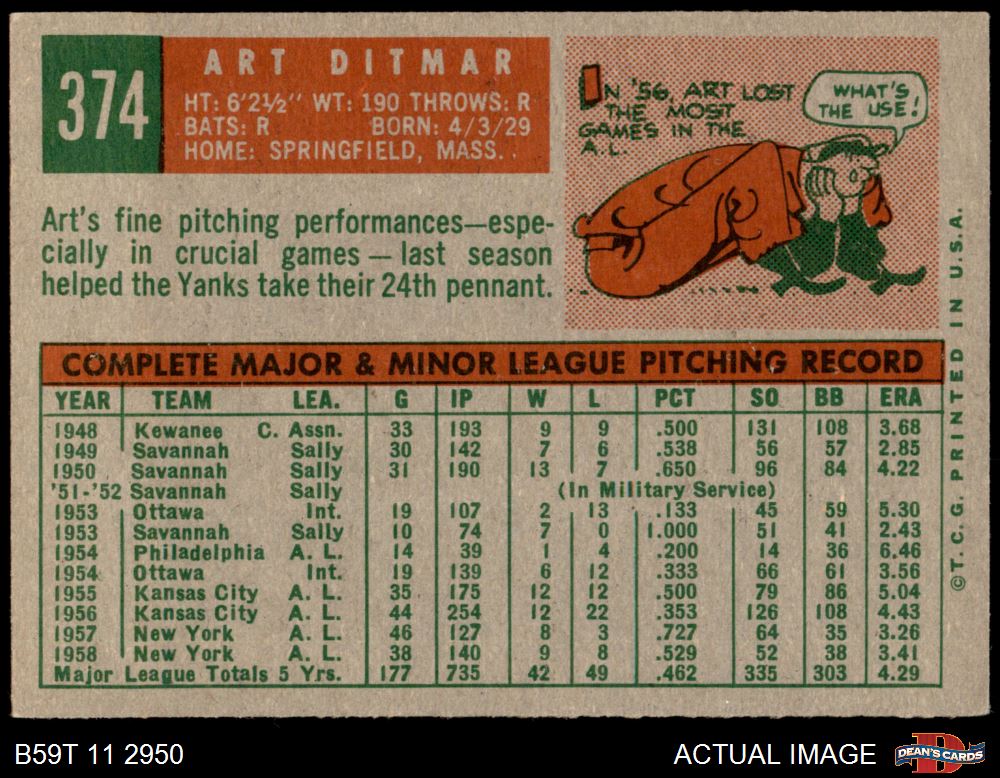 374
ART DITMAR
HT: 6'2½" WT: 190 THROWS: R
BATS: R BORN: 4/3/29
HOME: SPRINGFIELD, MASS.
Art's fine pitching performances—espe-
cially in crucial games — last season
helped the Yanks take their 24th pennant.
IN '56, ART LOST
THE MOST
GAMES IN THE
A.L.
WHAT'S
THE USE!
COMPLETE MAJOR & MINOR LEAGUE PITCHING RECORD
YEAR TEAM LEA. G IP W L PCT SO BB ERA
1948 Kewanee C. Assn. 33 193 9 9 .500 131 108 3.68
1949 Savannah Sally 30 142 7 6 .538 56 57 2.85
1950 Savannah Sally 31 190 13 7 .650 96 84 4.22
'51-'52 Savannah Sally (In Military Service)
1953 Ottawa Int. 19 107 2 13 .133 45 59 5.30
1953 Savannah Sally 10 74 7 0 1.000 51 41 2.43
1954 Philadelphia A. L. 14 39 1 4 .200 14 36 6.46
1954 Ottawa Int. 19 139 6 12 .333 66 61 3.56
1955 Kansas City A. L. 35 175 12 12 .500 79 86 5.04
1956 Kansas City A. L. 44 254 12 22 .353 126 108 4.43
1957 New York A. L. 46 127 8 3 .727 64 35 3.26
1958 New York A. L. 38 140 9 8 .529 52 38 3.41
Major League Totals 5 Yrs. 177 735 42 49 .462 335 303 4.29
©T. C. G. PRINTED IN U.S.A.
B59T 11 2950
ACTUAL IMAGE
D
DEAN'S CARDS